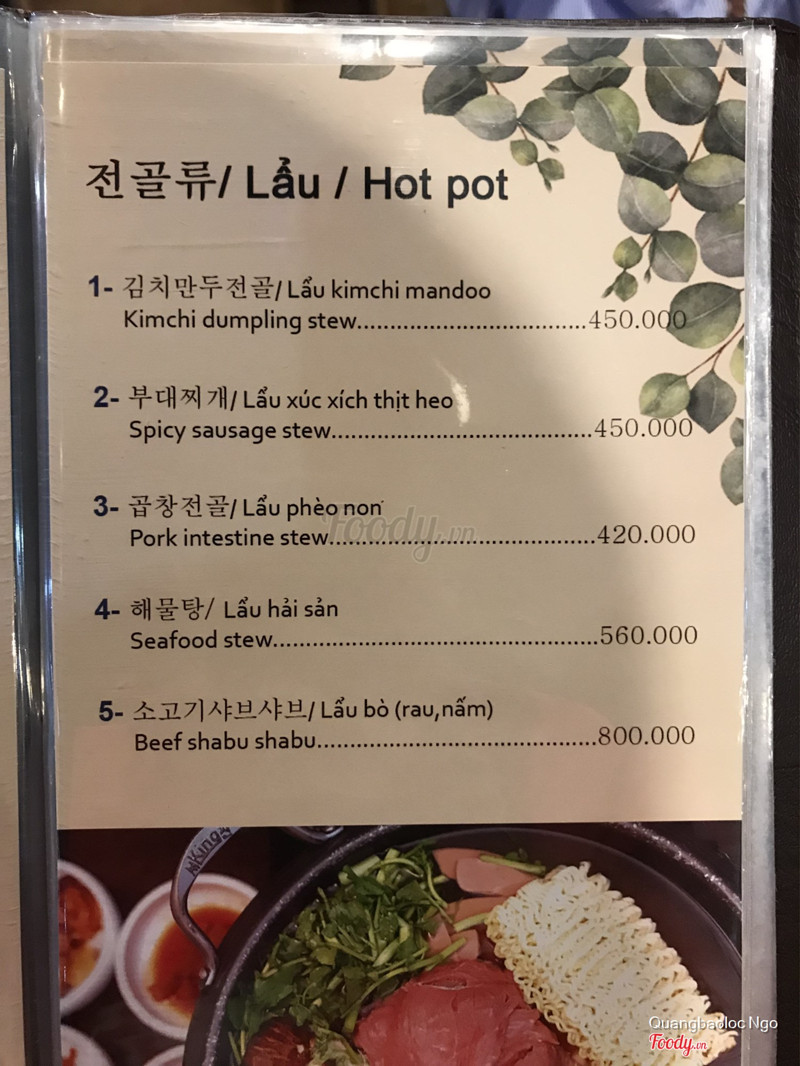 전골류/ Lẩu / Hot pot
1- 김치만두전골/ Lẩu kimchi mandoo
Kimchi dumpling stew...................................450.000
2- 부대찌개/ Lẩu xúc xích thịt heo
Spicy sausage stew........................................450.000
3- 곱창전골/ Lẩu phèo non
Pork intestine stew.........................................420.000
4- 해물탕/ Lẩu hải sản
Seafood stew..................................................560.000
5- 소고기샤브샤브/ Lẩu bò (rau,nấm)
Beef shabu shabu...........................................800.000
Foody.vn
Quangbaoloc Ngo
Foody.vn